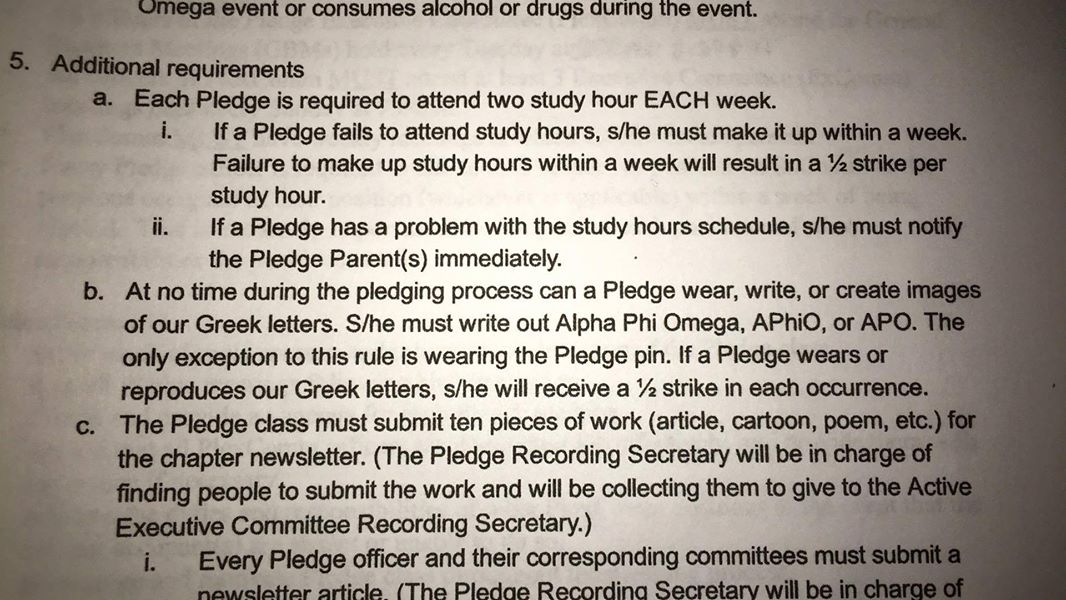 Omega event or consumes alcohol or drugs during the event.
5. Additional requirements
a. Each Pledge is required to attend two study hour EACH week.
i. If a Pledge fails to attend study hours, s/he must make it up within a week.
Failure to make up study hours within a week will result in a ½ strike per
study hour.
ii. If a Pledge has a problem with the study hours schedule, s/he must notify
the Pledge Parent(s) immediately.
b. At no time during the pledging process can a Pledge wear, write, or create images
of our Greek letters. S/he must write out Alpha Phi Omega, APhiO, or APO. The
only exception to this rule is wearing the Pledge pin. If a Pledge wears or
reproduces our Greek letters, s/he will receive a ½ strike in each occurrence.
c. The Pledge class must submit ten pieces of work (article, cartoon, poem, etc.) for
the chapter newsletter. (The Pledge Recording Secretary will be in charge of
finding people to submit the work and will be collecting them to give to the Active
Executive Committee Recording Secretary.)
i. Every Pledge officer and their corresponding committees must submit a
newsletter article. (The Pledge Recording Secretary will be in charge of